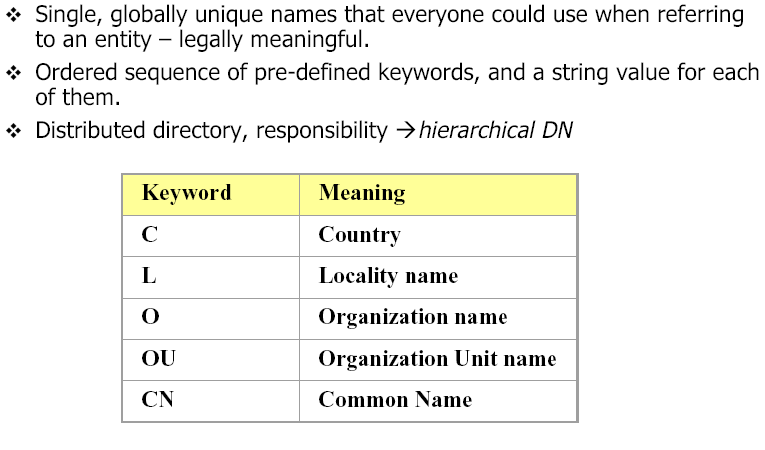 ❖ Single, globally unique names that everyone could use when referring
to an entity – legally meaningful.
❖ Ordered sequence of pre-defined keywords, and a string value for each
of them.
❖ Distributed directory, responsibility → hierarchical DN
Keyword Meaning
C Country
L Locality name
O Organization name
OU Organization Unit name
CN Common Name